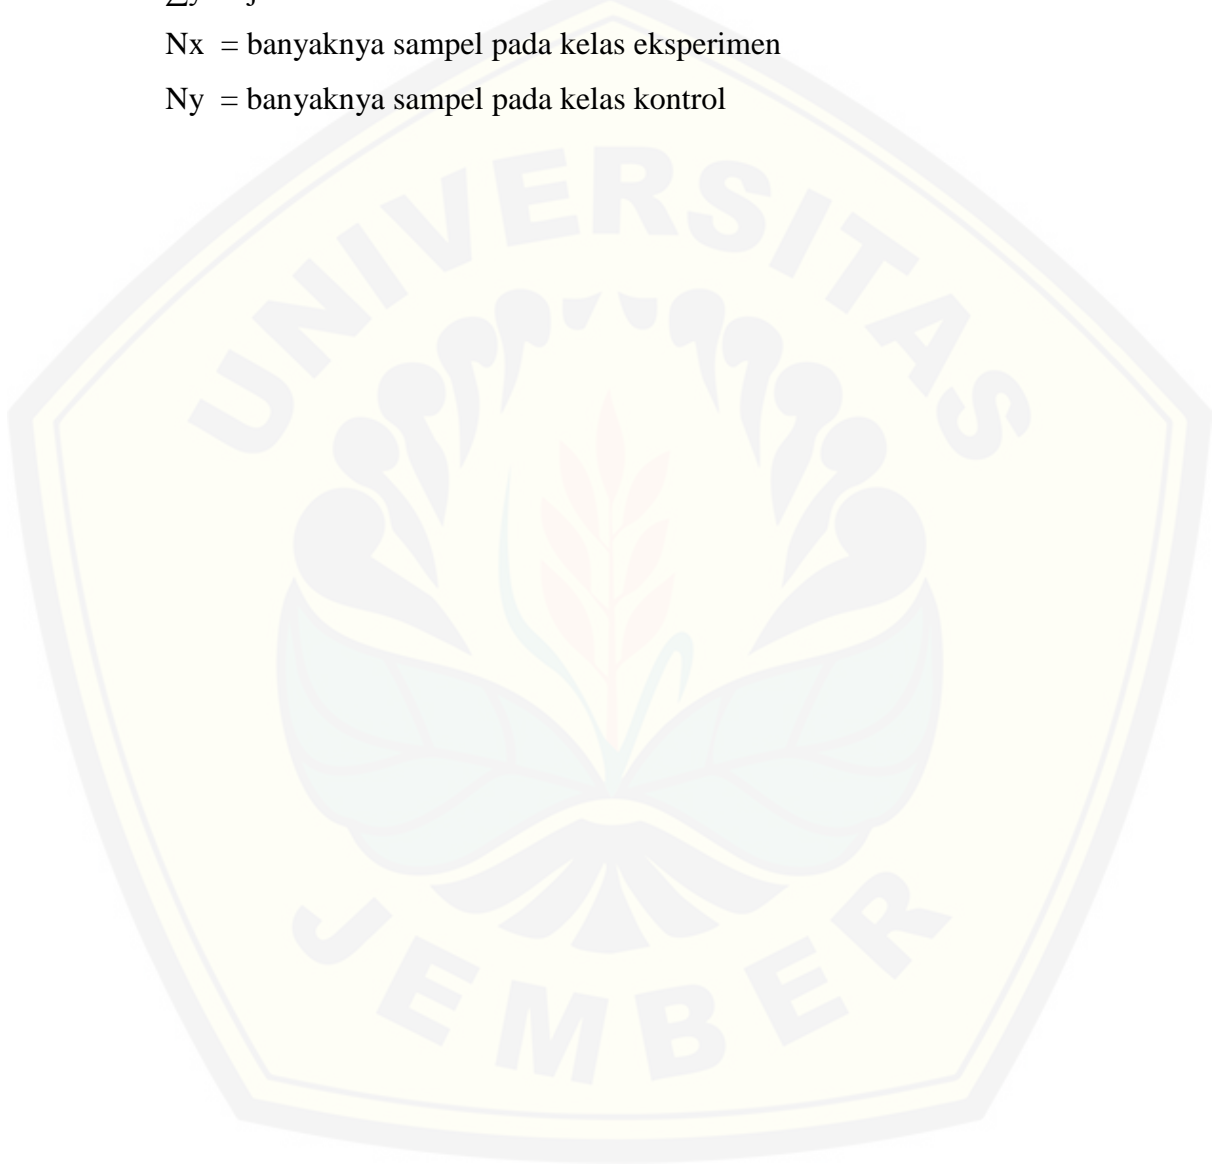 Nx = banyaknya sampel pada kelas eksperimen
Ny = banyaknya sampel pada kelas kontrol
UNIVERSITAS
JEMBER